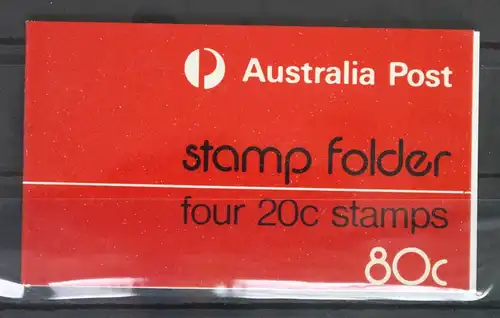 Australia Post
stamp folder
four 20c stamps
80c